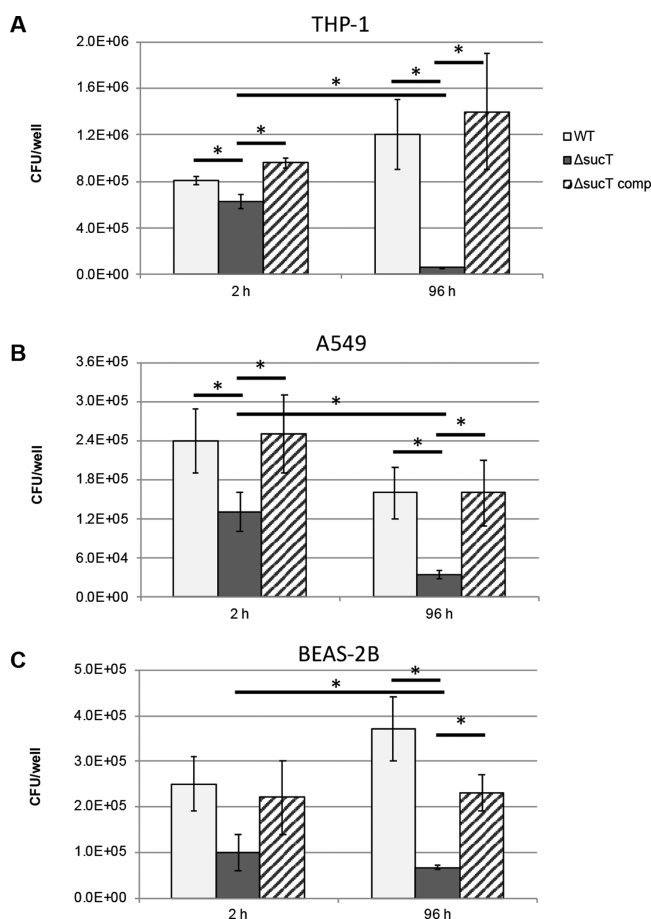 A
THP-1
2.0E+06
1.6E+06
1.2E+06
8.0E+05
4.0E+05
0.0E+00
CFU/well
* * * * *
2 h
96 h
WT
ΔsucT
ΔsucT comp
B
A549
3.6E+05
3.0E+05
2.4E+05
1.8E+05
1.2E+05
6.0E+04
0.0E+00
CFU/well
* * * * *
2 h
96 h
C
BEAS-2B
5.0E+05
4.0E+05
3.0E+05
2.0E+05
1.0E+05
0.0E+00
CFU/well
* * *
2 h
96 h